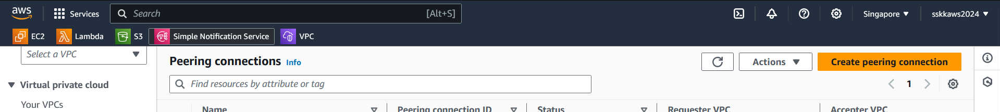 aws
Services
Search
[Alt+S]
Singapore
sskkaws2024
EC2
Lambda
S3
Simple Notification Service
VPC
Select a VPC
Virtual private cloud
Your VPCs
Peering connections Info
Actions
Create peering connection
Find resources by attribute or tag
1
Name
Peering connection ID
Status
Requester VPC
Accepter VPC